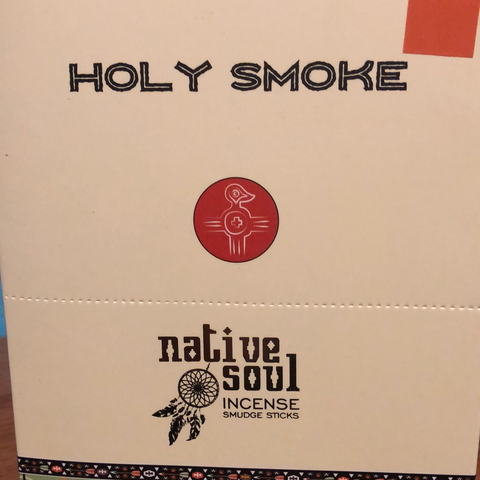 HOLY SMOKE
native
soul
INCENSE
SMUDGE STICKS